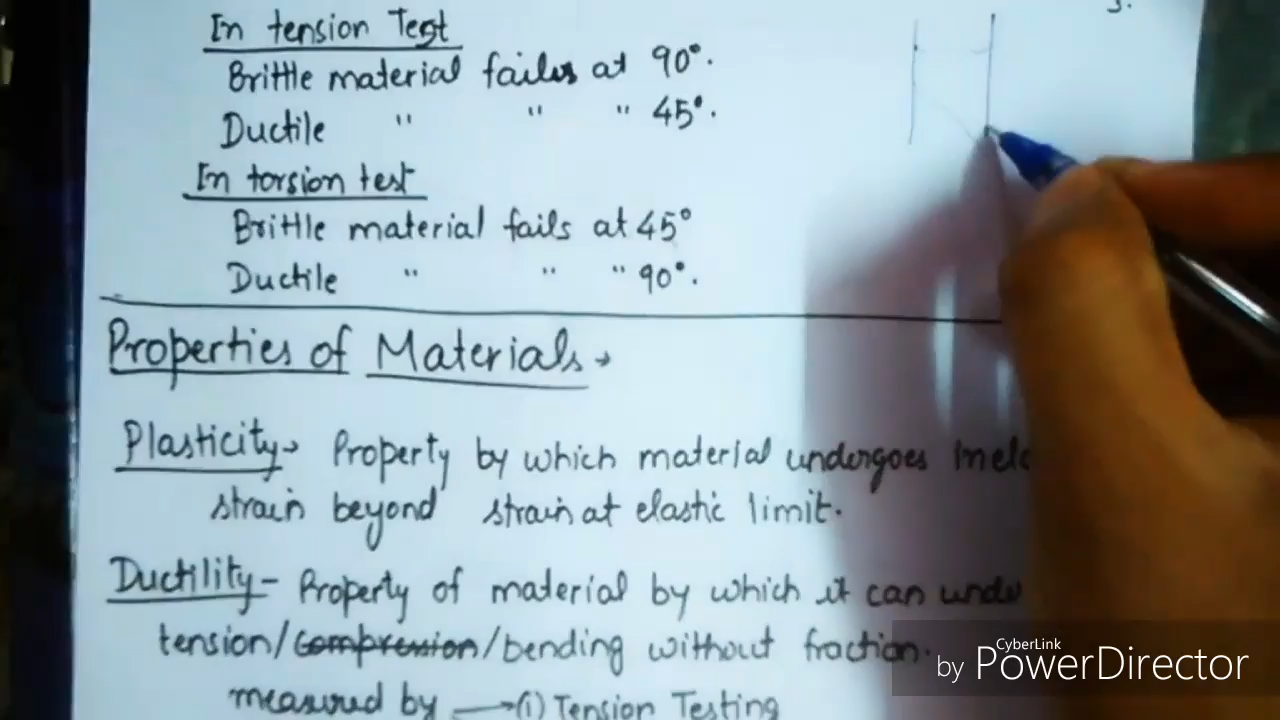 In tension Test
Brittle material fails at 90°.
Ductile " " " 45°.
In torsion test
Brittle material fails at 45°
Ductile " " " 90°.
Properties of Materials →
Plasticity → Property by which material undergoes
strain beyond strain at elastic limit.
Ductility - Property of material by which it can
tension/compression/bending without fraction.
measured by → (i) Tension Testing
CyberLink
by PowerDirector